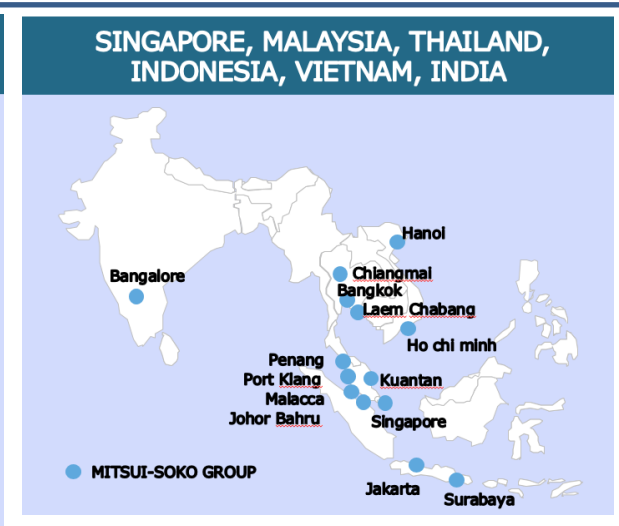 SINGAPORE, MALAYSIA, THAILAND,
INDONESIA, VIETNAM, INDIA
Hanoi
Chiangmai
Bangalore
Bangkok
Laem Chabang
Ho chi minh
Penang
Port Klang
Kuantan
Malacca
Johor Bahru
Singapore
MITSUI-SOKO GROUP
Jakarta
Surabaya